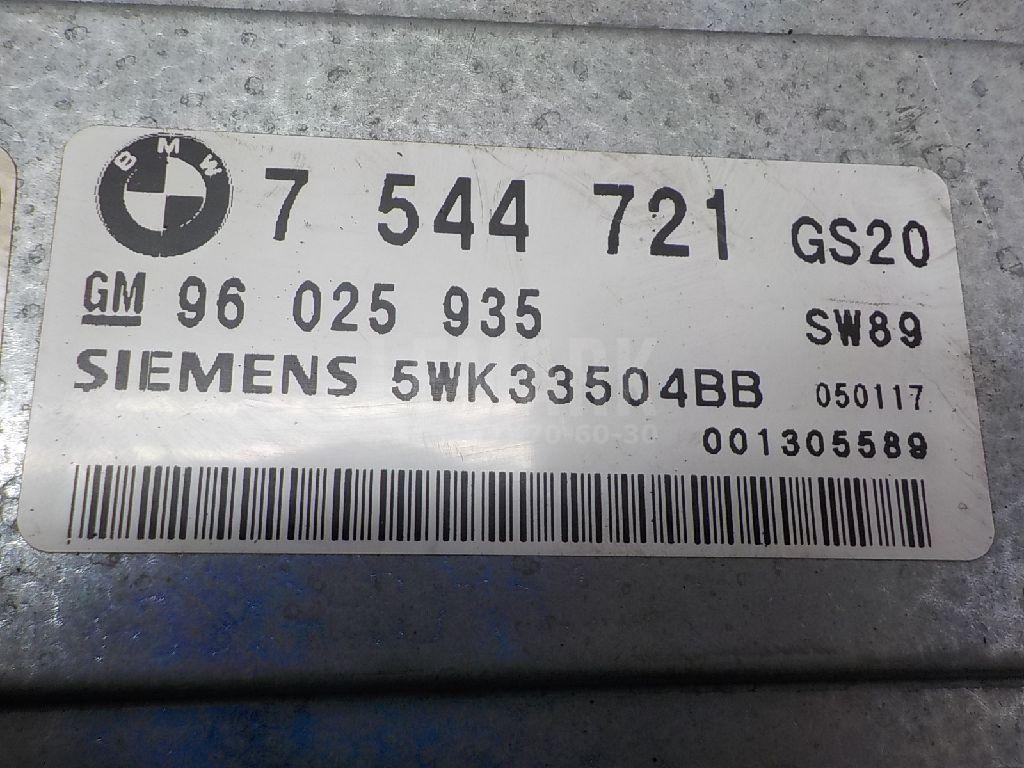 BMW 7 544 721 GS20
GM 96 025 935 SW89
SIEMENS 5WK33504BB 050117
001305589